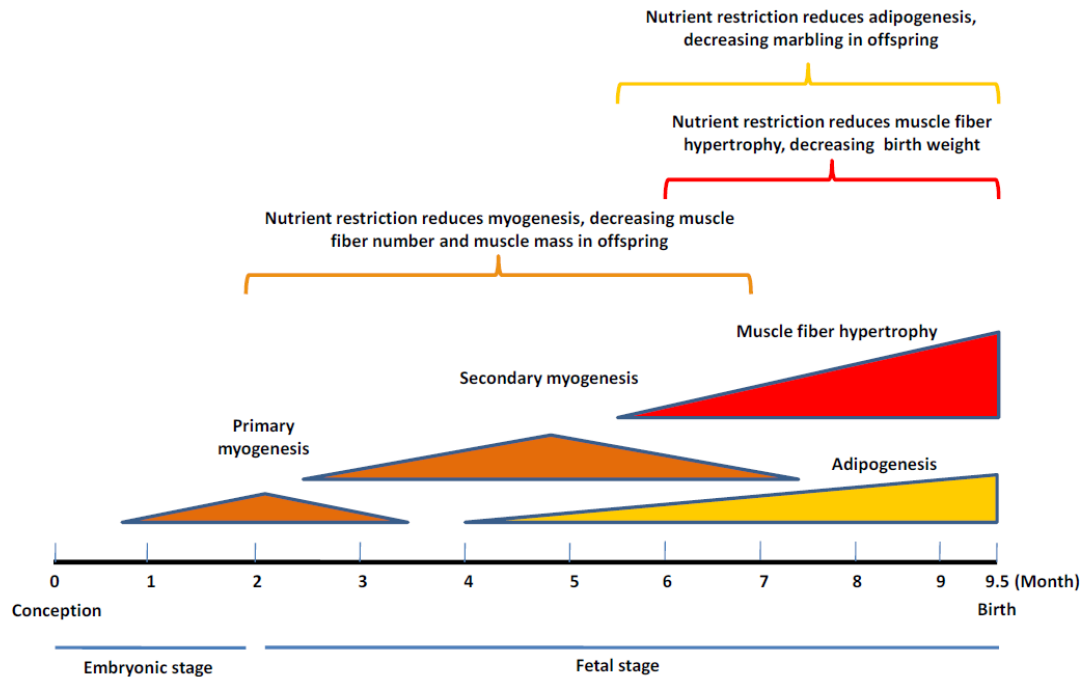 Nutrient restriction reduces adipogenesis,
decreasing marbling in offspring
Nutrient restriction reduces muscle fiber
hypertrophy, decreasing birth weight
Nutrient restriction reduces myogenesis, decreasing muscle
fiber number and muscle mass in offspring
Muscle fiber hypertrophy
Secondary myogenesis
Primary
myogenesis
Adipogenesis
0 1 2 3 4 5 6 7 8 9 9.5 (Month)
Conception Birth
Embryonic stage Fetal stage